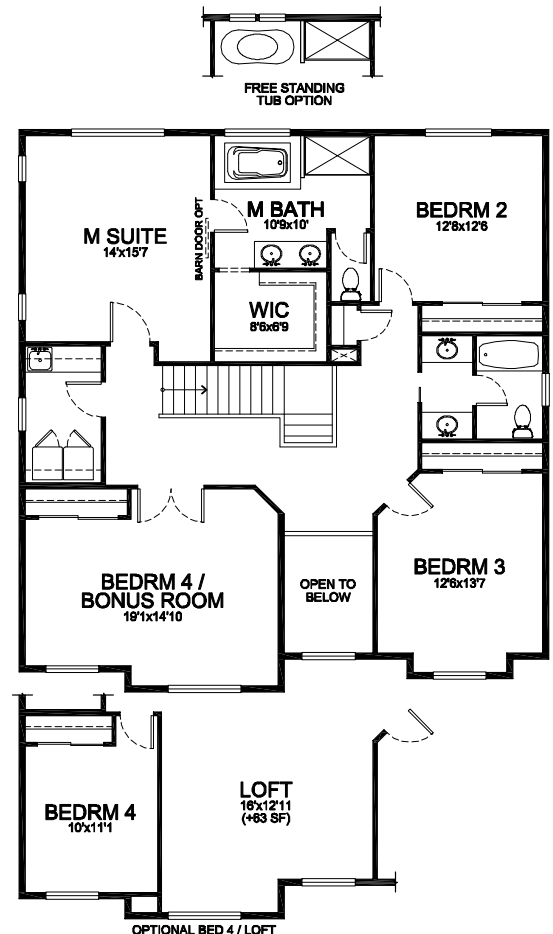 FREE STANDING
TUB OPTION
M SUITE
14'x15'7
BARN DOOR OPT
M BATH
10'9x10'
BEDRM 2
12'8x12'6
WIC
8'6x6'9
BEDRM 4 /
BONUS ROOM
19'1x14'10
OPEN TO
BELOW
BEDRM 3
12'6x13'7
BEDRM 4
10'x11'1
LOFT
16'x12'11
(+63 SF)
OPTIONAL BED 4 / LOFT